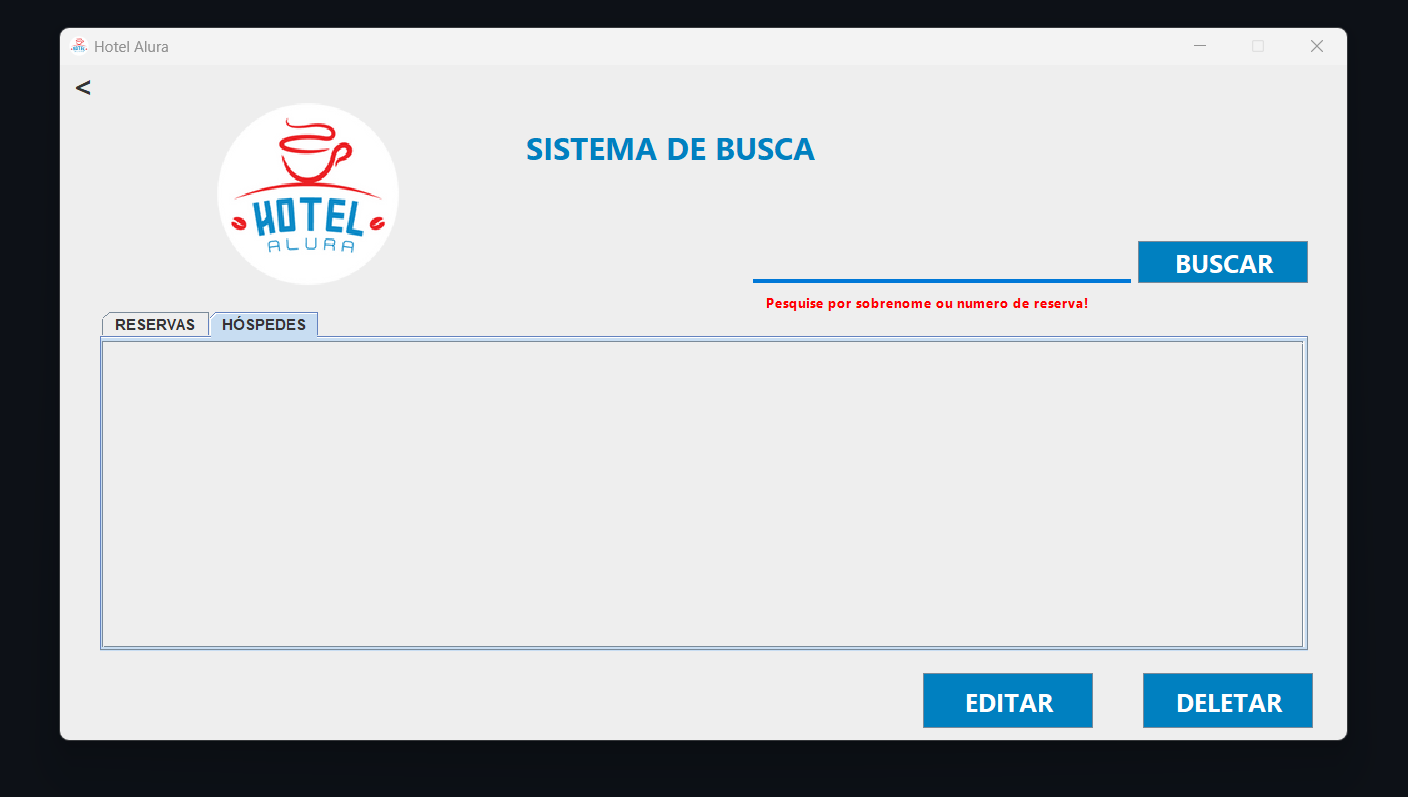 Hotel Alura
<
HOTEL
ALURA
SISTEMA DE BUSCA
BUSCAR
Pesquise por sobrenome ou numero de reserva!
RESERVAS HÓSPEDES
EDITAR DELETAR